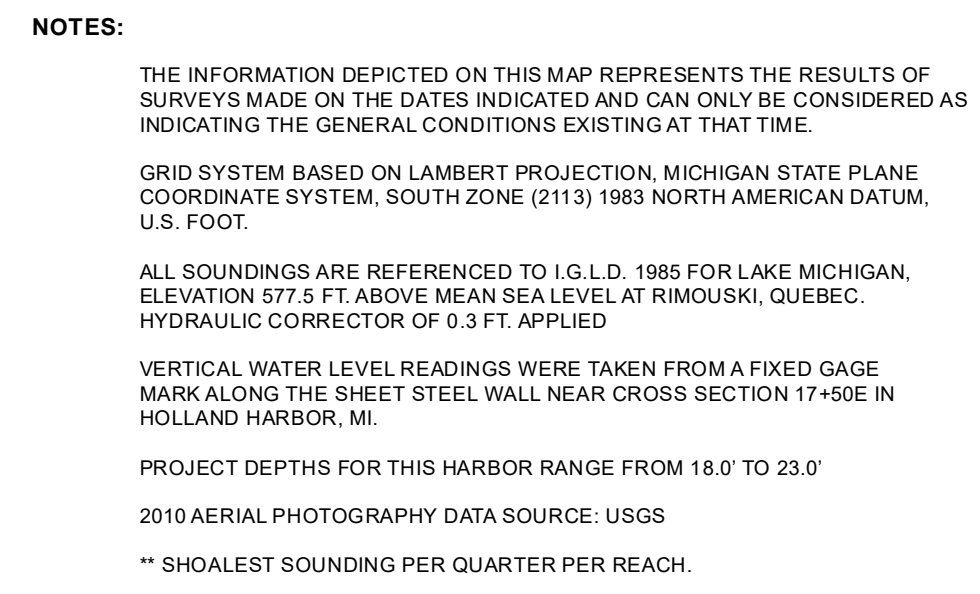 NOTES:
THE INFORMATION DEPICTED ON THIS MAP REPRESENTS THE RESULTS OF
SURVEYS MADE ON THE DATES INDICATED AND CAN ONLY BE CONSIDERED AS
INDICATING THE GENERAL CONDITIONS EXISTING AT THAT TIME.
GRID SYSTEM BASED ON LAMBERT PROJECTION, MICHIGAN STATE PLANE
COORDINATE SYSTEM, SOUTH ZONE (2113) 1983 NORTH AMERICAN DATUM,
U.S. FOOT.
ALL SOUNDINGS ARE REFERENCED TO I.G.L.D. 1985 FOR LAKE MICHIGAN,
ELEVATION 577.5 FT. ABOVE MEAN SEA LEVEL AT RIMOUSKI, QUEBEC.
HYDRAULIC CORRECTOR OF 0.3 FT. APPLIED
VERTICAL WATER LEVEL READINGS WERE TAKEN FROM A FIXED GAGE
MARK ALONG THE SHEET STEEL WALL NEAR CROSS SECTION 17+50E IN
HOLLAND HARBOR, MI.
PROJECT DEPTHS FOR THIS HARBOR RANGE FROM 18.0’ TO 23.0’
2010 AERIAL PHOTOGRAPHY DATA SOURCE: USGS
** SHOALEST SOUNDING PER QUARTER PER REACH.